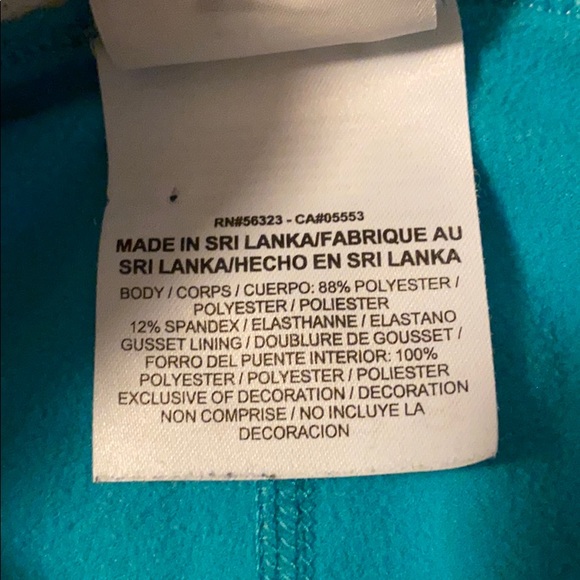 RN#56323 - CA#05553
MADE IN SRI LANKA/FABRIQUE AU
SRI LANKA/HECHO EN SRI LANKA
BODY / CORPS / CUERPO: 88% POLYESTER /
POLYESTER / POLIESTER
12% SPANDEX / ELASTHANNE / ELASTANO
GUSSET LINING / DOUBLURE DE GOUSSET /
FORRO DEL PUENTE INTERIOR: 100%
POLYESTER / POLYESTER / POLIESTER
EXCLUSIVE OF DECORATION / DECORATION
NON COMPRISE / NO INCLUYE LA
DECORACION